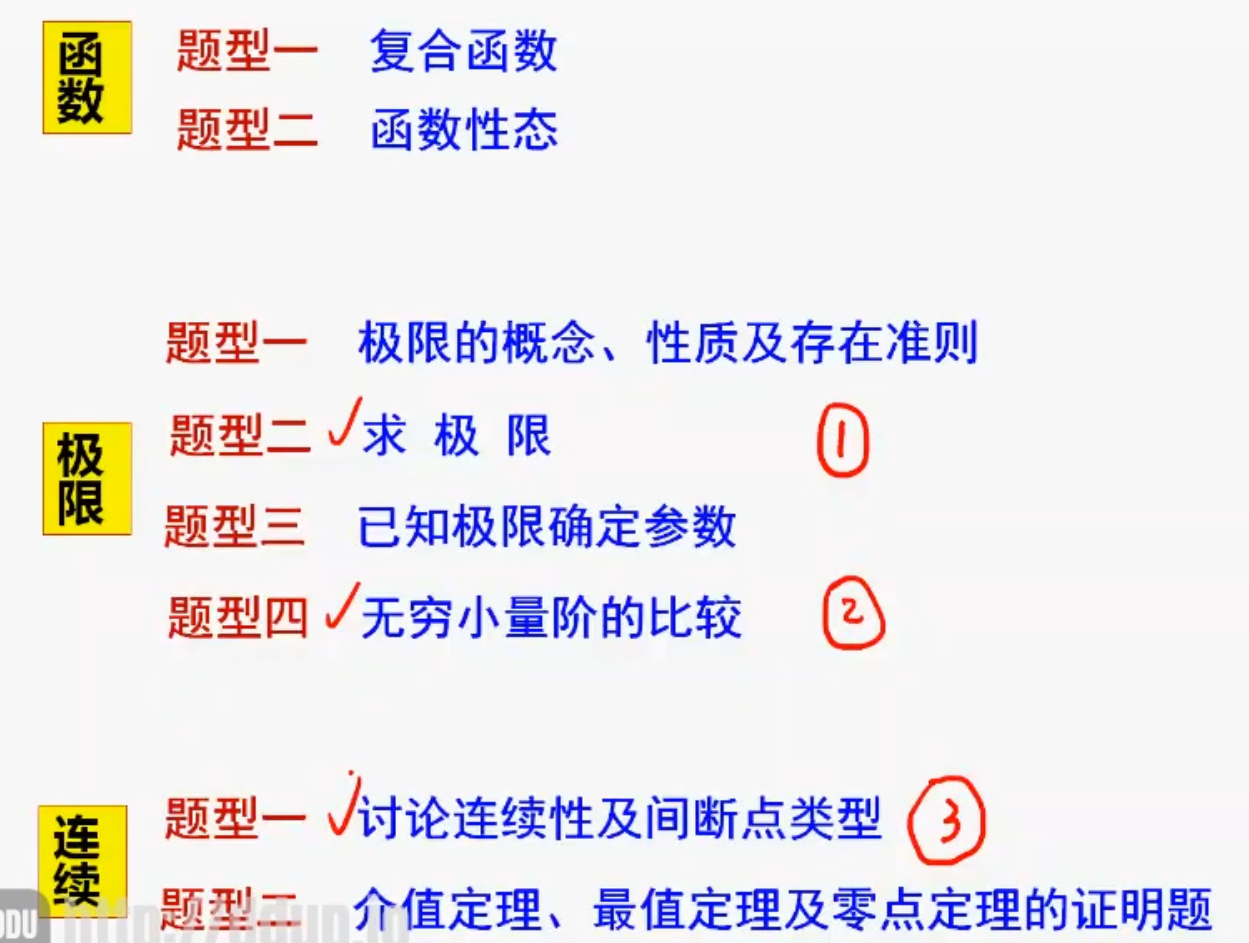 函数
题型一 复合函数
题型二 函数性态
极限
题型一 极限的概念、性质及存在准则
题型二 ✓求 极 限 ①
题型三 已知极限确定参数
题型四 ✓无穷小量阶的比较 ②
连续
题型一 ✓讨论连续性及间断点类型 ③
题型二 介值定理、最值定理及零点定理的证明题